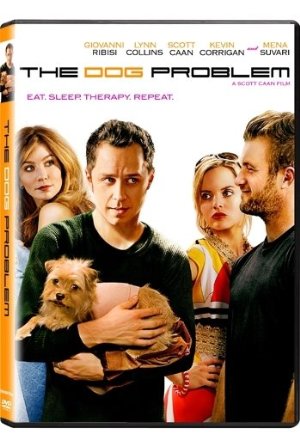 GIOVANNI RIBISI LYNN COLLINS SCOTT CAAN KEVIN CORRIGAN and MENA SUVARI
THE DOG PROBLEM
A SCOTT CAAN FILM
EAT. SLEEP. THERAPY. REPEAT.
THE DOG PROBLEM
DVD